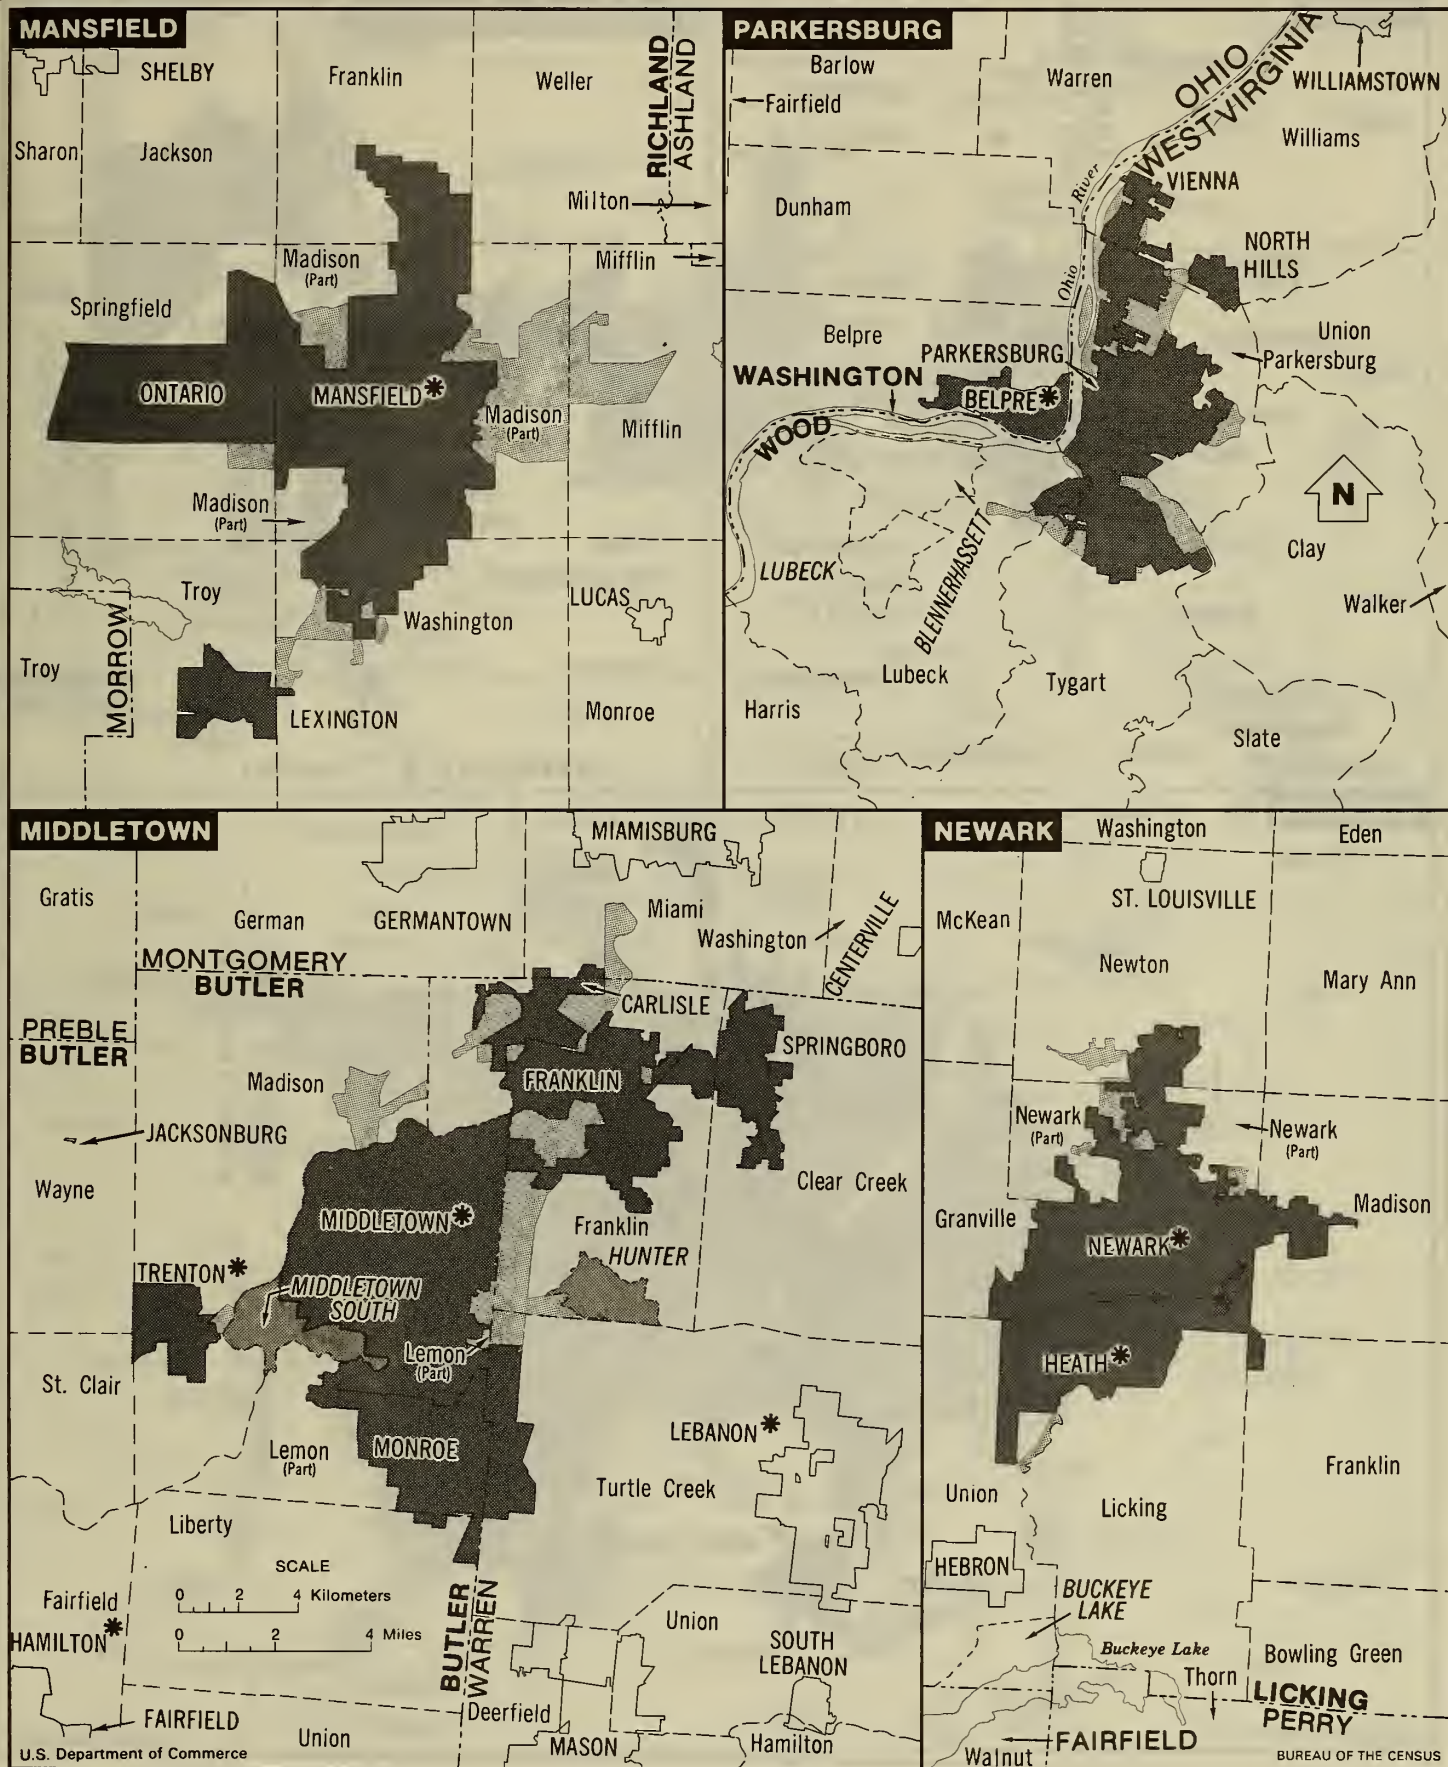 MANSFIELD
SHELBY
Franklin
Weller
RICHLAND
ASHLAND
Sharon
Jackson
Milton
Madison
(Part)
Mifflin
Springfield
ONTARIO
MANSFIELD*
Madison
(Part)
Mifflin
Madison
(Part)
Troy
LUCAS
Washington
Troy
MORROW
LEXINGTON
Monroe
PARKERSBURG
Barlow
Warren
OHIO
WEST VIRGINIA
WILLIAMSTOWN
Fairfield
Williams
River
VIENNA
Dunham
NORTH
HILLS
Ohio
Belpre
Union
PARKERSBURG
Parkersburg
WASHINGTON
BELPRE*
WOOD
N
BLENNERHASSETT
Clay
LUBECK
Walker
Lubeck
Tygart
Harris
Slate
MIDDLETOWN
MIAMISBURG
Gratis
German
GERMANTOWN
Miami
Washington
CENTERVILLE
MONTGOMERY
BUTLER
CARLISLE
PREBLE
BUTLER
SPRINGBORO
Madison
FRANKLIN
JACKSONBURG
Wayne
Clear Creek
MIDDLETOWN*
Franklin
HUNTER
TRENTON*
MIDDLETOWN
SOUTH
Lemon
(Part)
St. Clair
LEBANON*
Lemon
(Part)
MONROE
Turtle Creek
Liberty
SCALE
0 2 4 Kilometers
0 2 4 Miles
Fairfield
HAMILTON*
BUTLER
WARREN
Union
SOUTH
LEBANON
Deerfield
FAIRFIELD
Union
MASON
Hamilton
U.S. Department of Commerce
NEWARK
Washington
Eden
ST. LOUISVILLE
McKean
Newton
Mary Ann
Newark
(Part)
Newark
(Part)
Granville
Madison
NEWARK*
HEATH*
Franklin
Union
Licking
HEBRON
BUCKEYE
LAKE
Buckeye Lake
Bowling Green
Thorn
LICKING
PERRY
FAIRFIELD
Walnut
BUREAU OF THE CENSUS